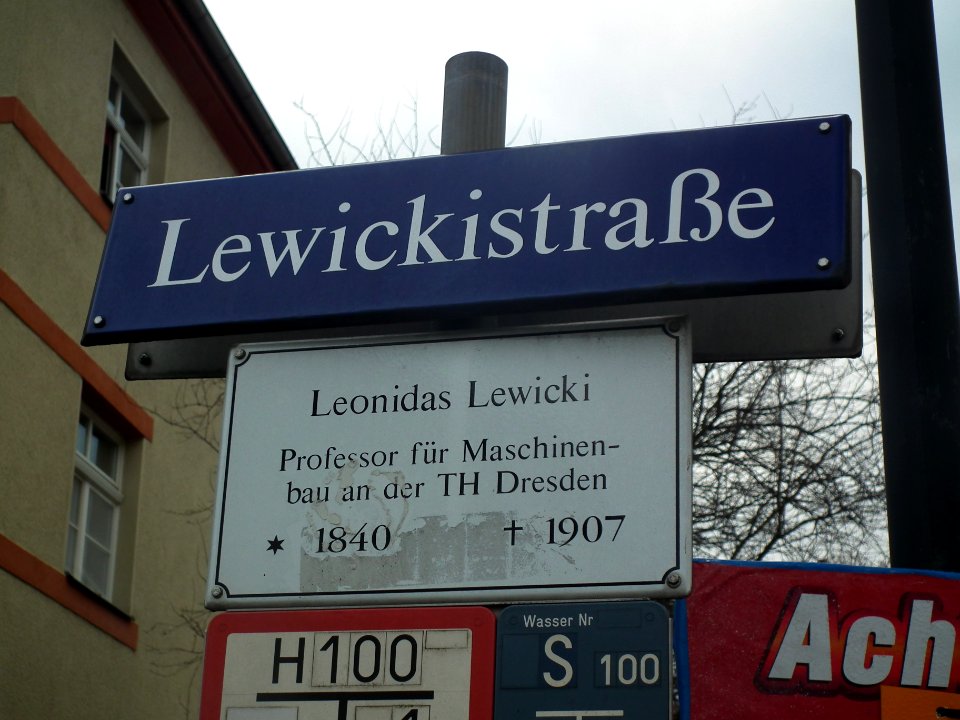 Lewickistraße
Leonidas Lewicki
Professor für Maschinen-
bau an der TH Dresden
✶ 1840 † 1907
H100
Wasser Nr
S 100
Ach